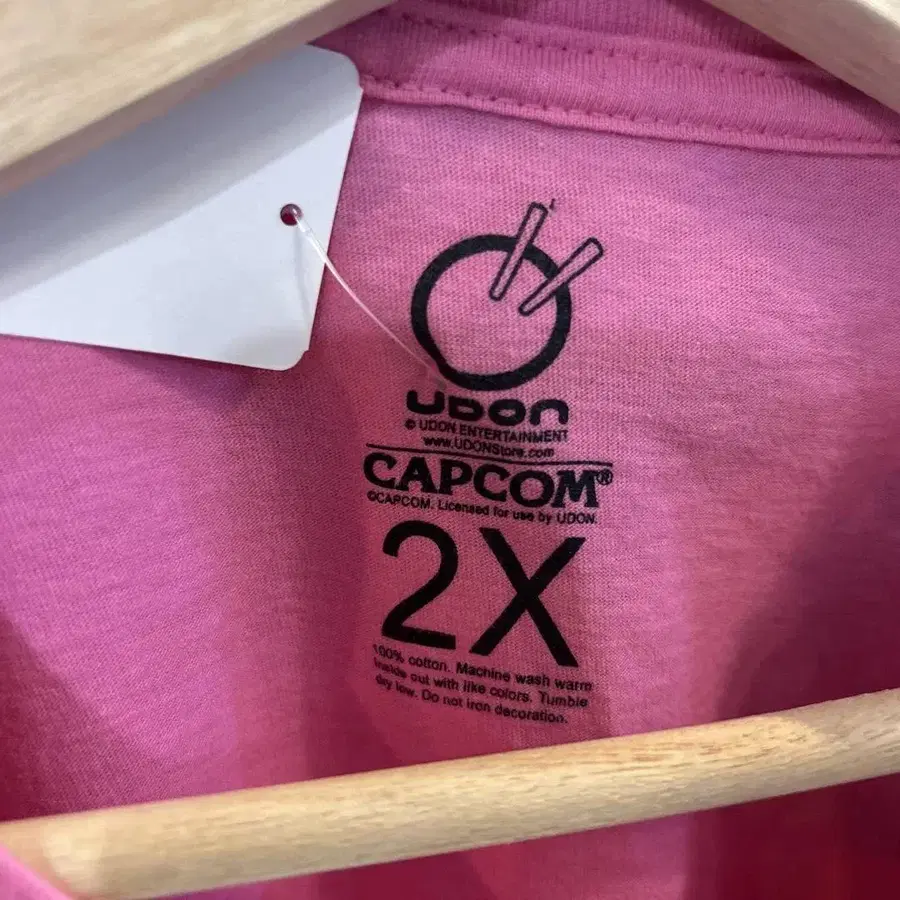 UDON
© UDON ENTERTAINMENT
www.UDONStore.com
CAPCOM®
©CAPCOM. Licensed for use by UDON.
2X
100% cotton. Machine wash warm
inside out with like colors. Tumble
dry low. Do not iron decoration.